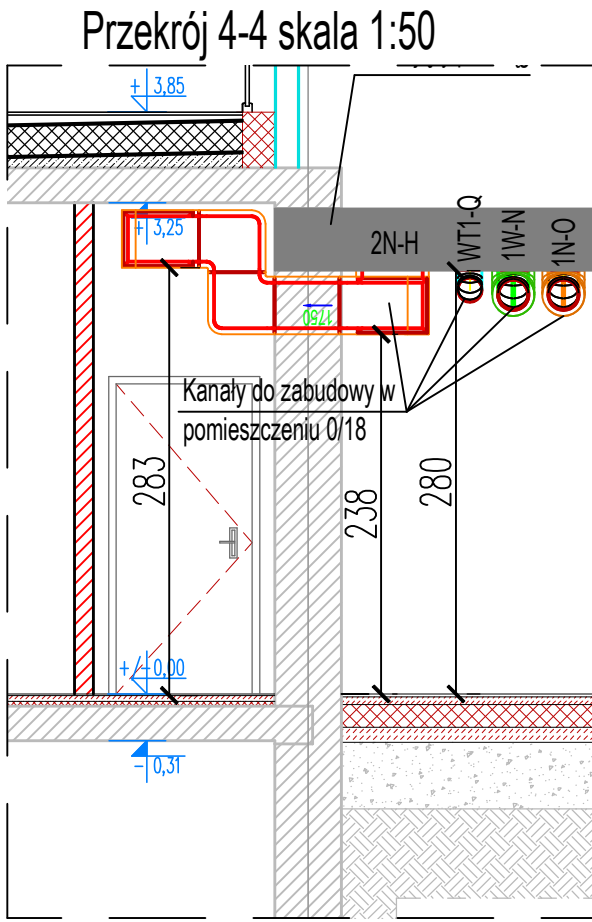 Przekrój 4-4 skala 1:50
+ 3,85
+ 3,25
2N-H
WT1-Q
1W-N
1N-O
1750
Kanały do zabudowy w
pomieszczeniu 0/18
283
238
280
+/-0,00
- 0,31